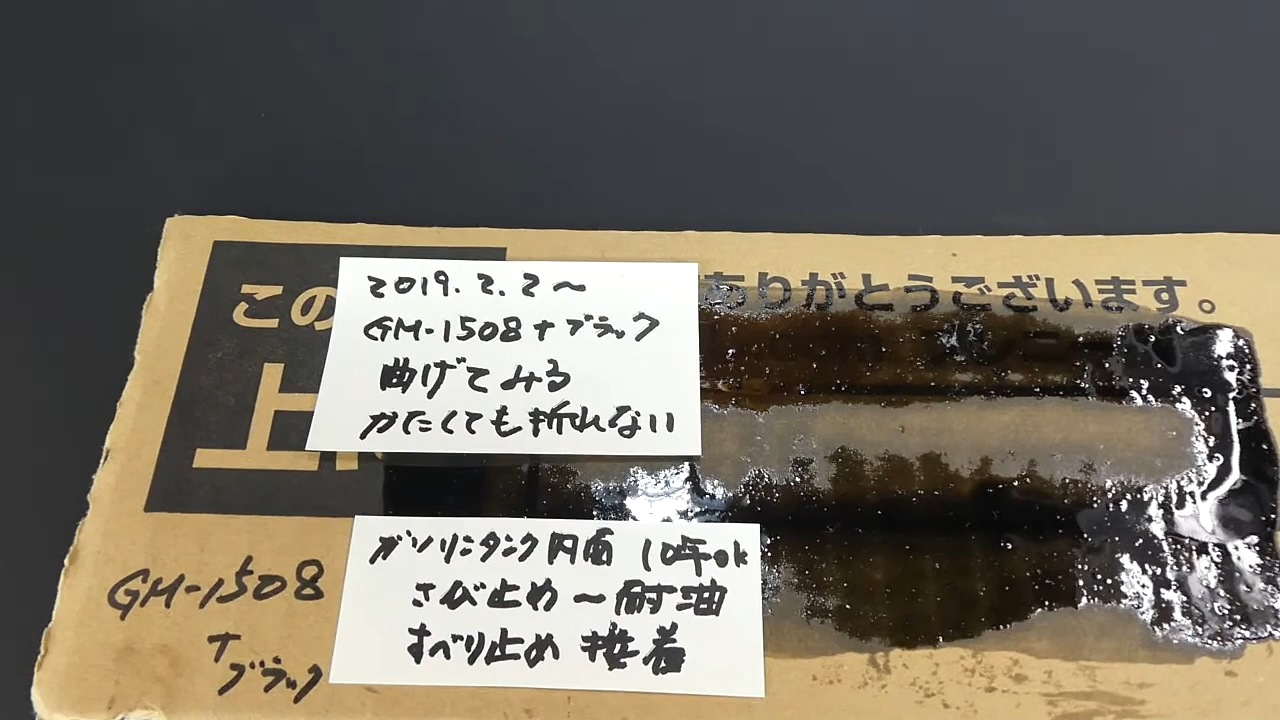 この
ありがとうございます。
上
2019.2.2〜
GM-1508+ブラック
曲げてみる
かたくても折れない
ガソリンタンク内面 10年ok
さび止め〜耐油
すべり止め 接着
GM-1508
+
ブラック